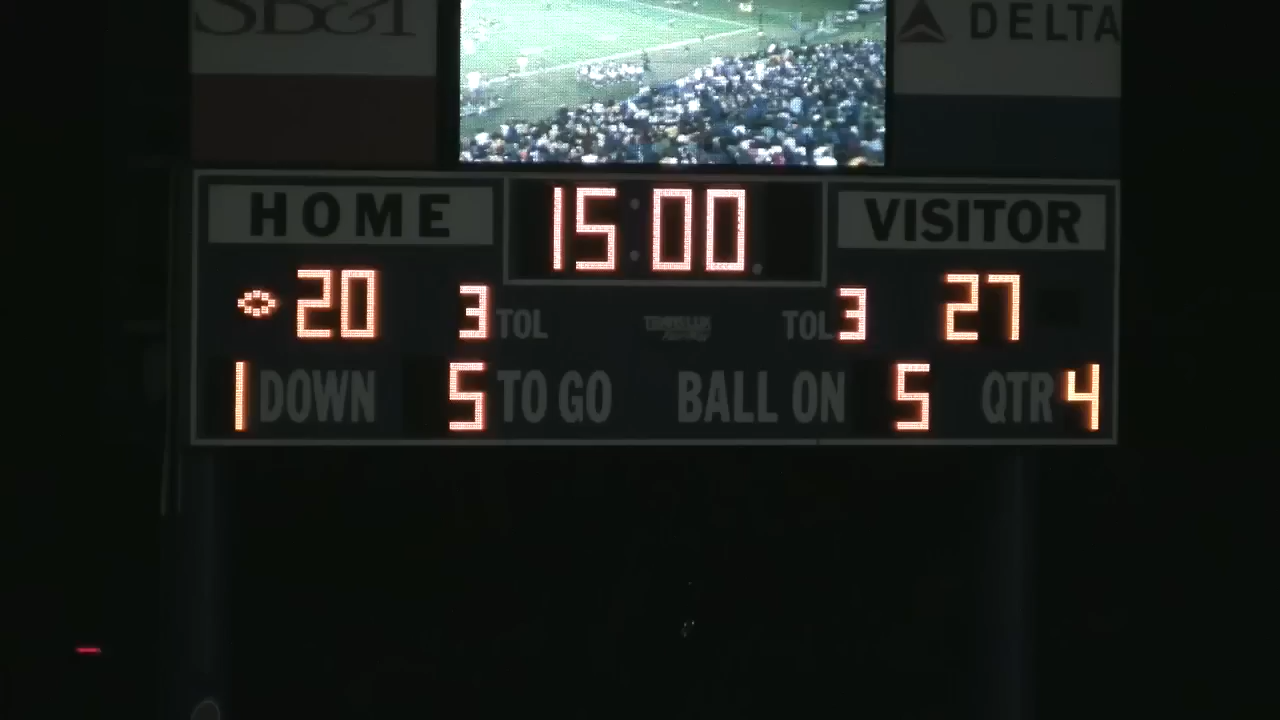 SB&T
DELTA
HOME
15:00
VISITOR
20
3 TOL
TOL 3
27
1 DOWN
5 TO GO
BALL ON 5
QTR 4